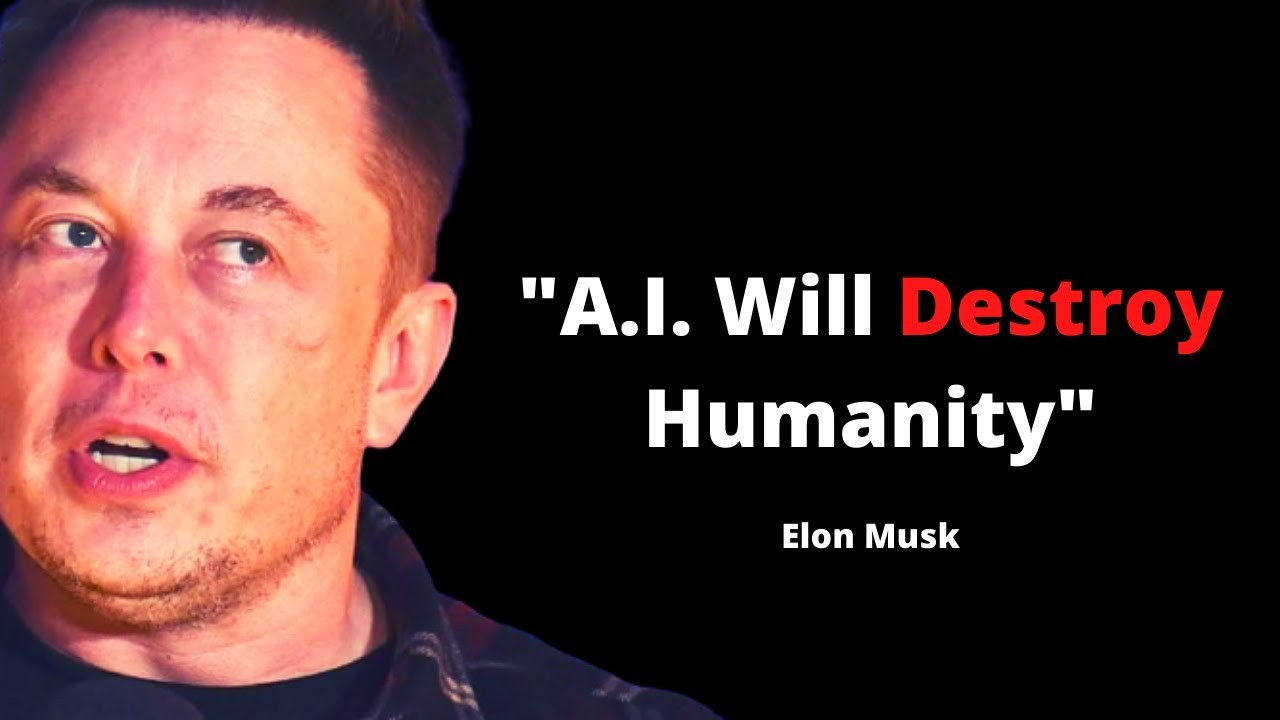 "A.I. Will Destroy
Humanity"
Elon Musk